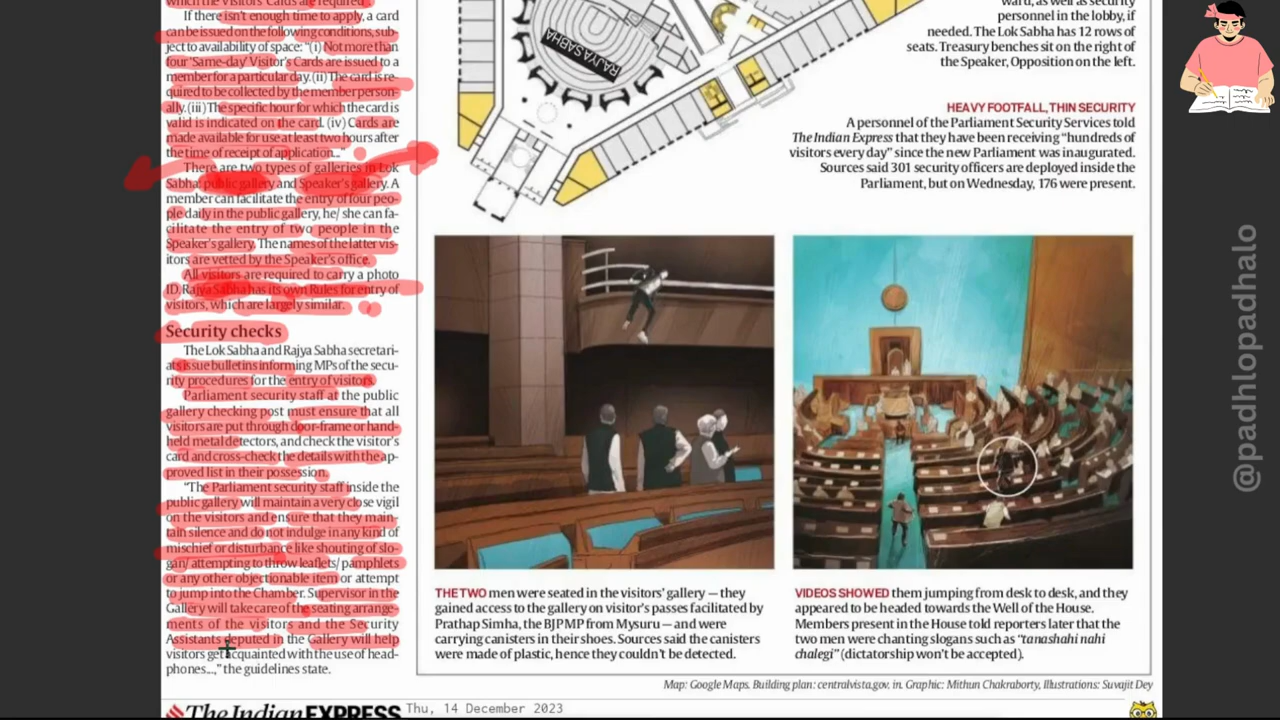 which the Visitors' Cards are required
If there isn't enough time to apply, a card
can be issued on the following conditions, sub-
ject to availability of space: "(i) Not more than
four 'Same-day' Visitor's Cards are issued to a
member for a particular day. (ii) The card is re-
quired to be collected by the member person-
ally. (iii) The specific hour for which the card is
valid is indicated on the card. (iv) Cards are
made available for use at least two hours after
the time of receipt of application..."
There are two types of galleries in Lok
Sabha: public gallery and Speaker's gallery. A
member can facilitate the entry of four peo-
ple daily in the public gallery, he/ she can fa-
cilitate the entry of two people in the
Speaker's gallery. The names of the latter vis-
itors are vetted by the Speaker's office.
All visitors are required to carry a photo
ID. Rajya Sabha has its own Rules for entry of
visitors, which are largely similar.
Security checks
The Lok Sabha and Rajya Sabha secretari-
ats issue bulletins informing MPs of the secu-
rity procedures for the entry of visitors.
Parliament security staff at the public
gallery checking post must ensure that all
visitors are put through door-frame or hand-
held metal detectors, and check the visitor's
card and cross-check the details with the ap-
proved list in their possession.
"The Parliament security staff inside the
public gallery will maintain a very close vigil
on the visitors and ensure that they main-
tain silence and do not indulge in any kind of
mischief or disturbance like shouting of slo-
gan/ attempting to throw leaflets/ pamphlets
or any other objectionable item or attempt
to jump into the Chamber. Supervisor in the
Gallery will take care of the seating arrange-
ments of the visitors and the Security
Assistants deputed in the Gallery will help
visitors get acquainted with the use of head-
phones...," the guidelines state.
RAJYA SABHA
ward, as well as security
personnel in the lobby, if
needed. The Lok Sabha has 12 rows of
seats. Treasury benches sit on the right of
the Speaker, Opposition on the left.
HEAVY FOOTFALL, THIN SECURITY
A personnel of the Parliament Security Services told
The Indian Express that they have been receiving "hundreds of
visitors every day" since the new Parliament was inaugurated.
Sources said 301 security officers are deployed inside the
Parliament, but on Wednesday, 176 were present.
THE TWO men were seated in the visitors' gallery — they
gained access to the gallery on visitor's passes facilitated by
Prathap Simha, the BJP MP from Mysuru — and were
carrying canisters in their shoes. Sources said the canisters
were made of plastic, hence they couldn't be detected.
VIDEOS SHOWED them jumping from desk to desk, and they
appeared to be headed towards the Well of the House.
Members present in the House told reporters later that the
two men were chanting slogans such as "tanashahi nahi
chalegi" (dictatorship won't be accepted).
Map: Google Maps. Building plan: centralvista.gov. in. Graphic: Mithun Chakraborty, Illustrations: Suvajit Dey
The Indian EXPRESS Thu, 14 December 2023
@padhlopadhalo